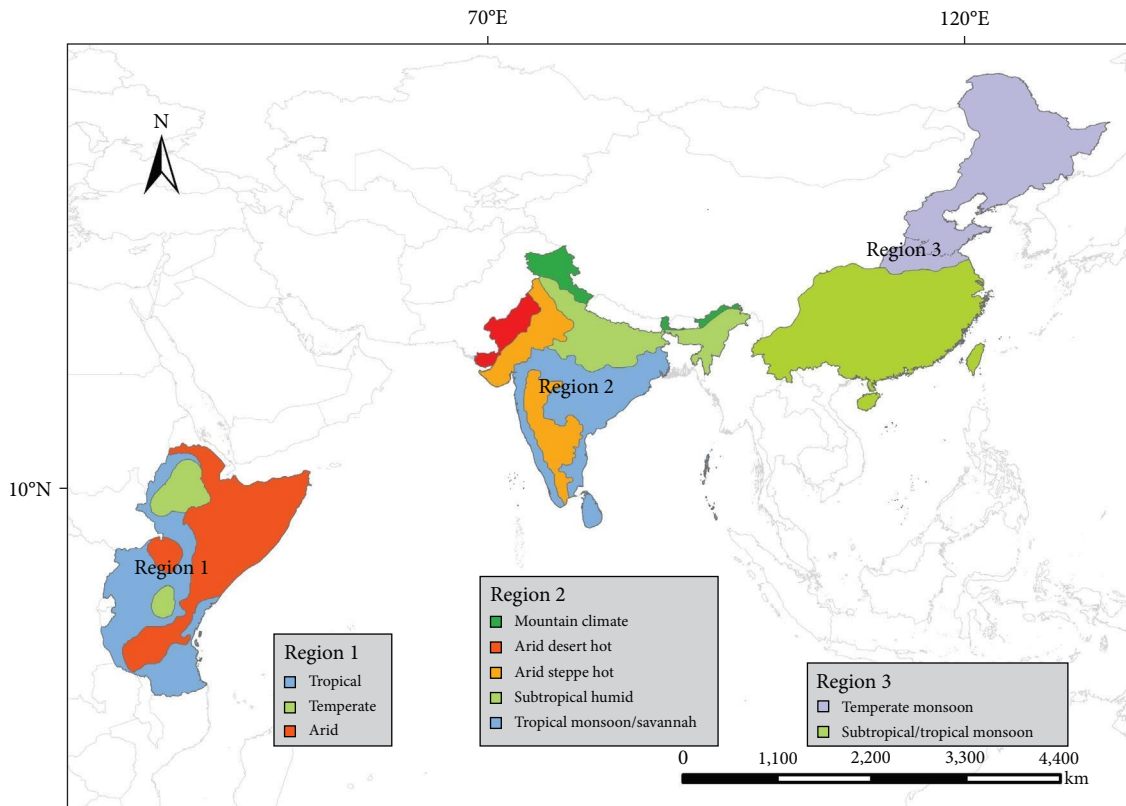 70°E
120°E
N
Region 3
Region 2
10°N
Region 1
Region 1
Tropical
Temperate
Arid
Region 2
Mountain climate
Arid desert hot
Arid steppe hot
Subtropical humid
Tropical monsoon/savannah
Region 3
Temperate monsoon
Subtropical/tropical monsoon
0 1,100 2,200 3,300 4,400
km